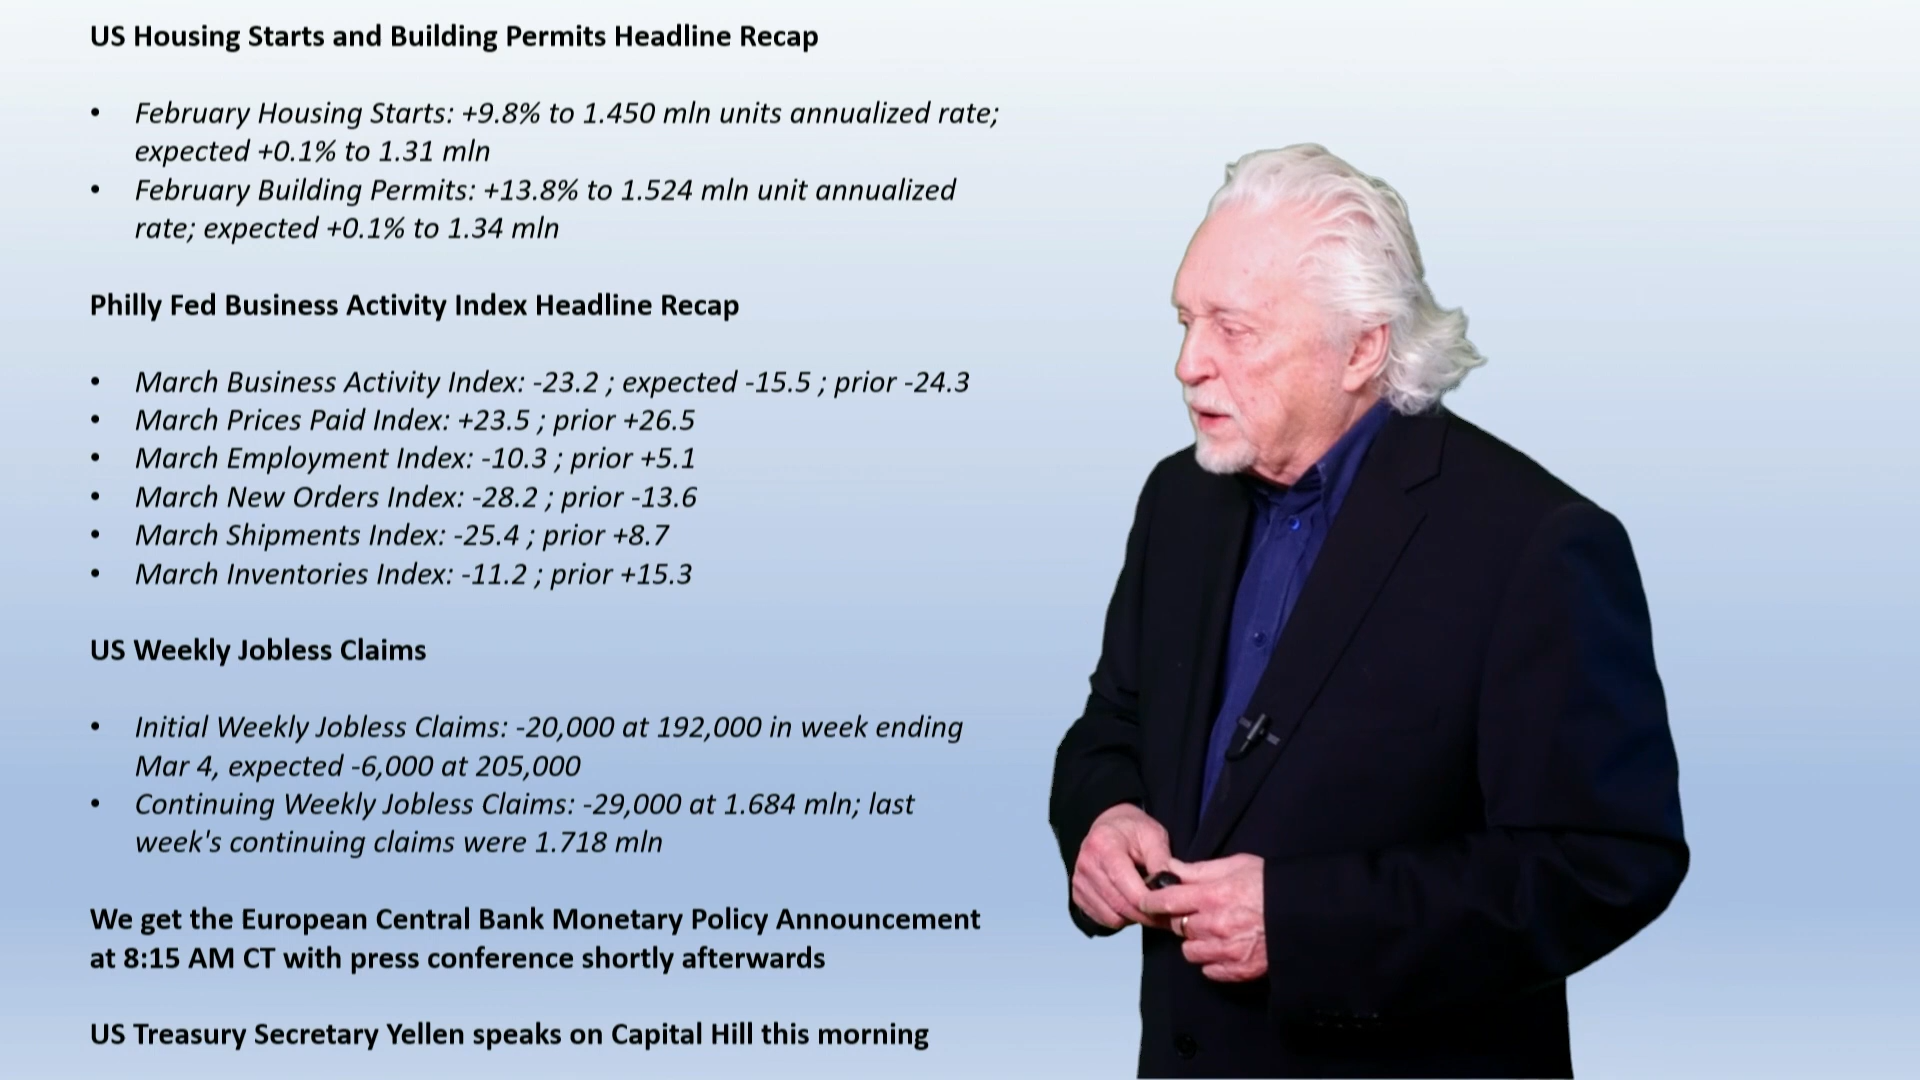 US Housing Starts and Building Permits Headline Recap
• February Housing Starts: +9.8% to 1.450 mln units annualized rate;
expected +0.1% to 1.31 mln
• February Building Permits: +13.8% to 1.524 mln unit annualized
rate; expected +0.1% to 1.34 mln
Philly Fed Business Activity Index Headline Recap
• March Business Activity Index: -23.2 ; expected -15.5 ; prior -24.3
• March Prices Paid Index: +23.5 ; prior +26.5
• March Employment Index: -10.3 ; prior +5.1
• March New Orders Index: -28.2 ; prior -13.6
• March Shipments Index: -25.4 ; prior +8.7
• March Inventories Index: -11.2 ; prior +15.3
US Weekly Jobless Claims
• Initial Weekly Jobless Claims: -20,000 at 192,000 in week ending
Mar 4, expected -6,000 at 205,000
• Continuing Weekly Jobless Claims: -29,000 at 1.684 mln; last
week's continuing claims were 1.718 mln
We get the European Central Bank Monetary Policy Announcement
at 8:15 AM CT with press conference shortly afterwards
US Treasury Secretary Yellen speaks on Capital Hill this morning